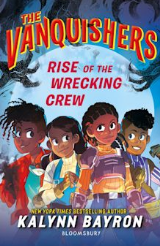 THE
VANQUISHERS
RISE OF THE
WRECKING
CREW
NEW YORK TIMES BESTSELLING AUTHOR
KALYNN BAYRON
BLOOMSBURY